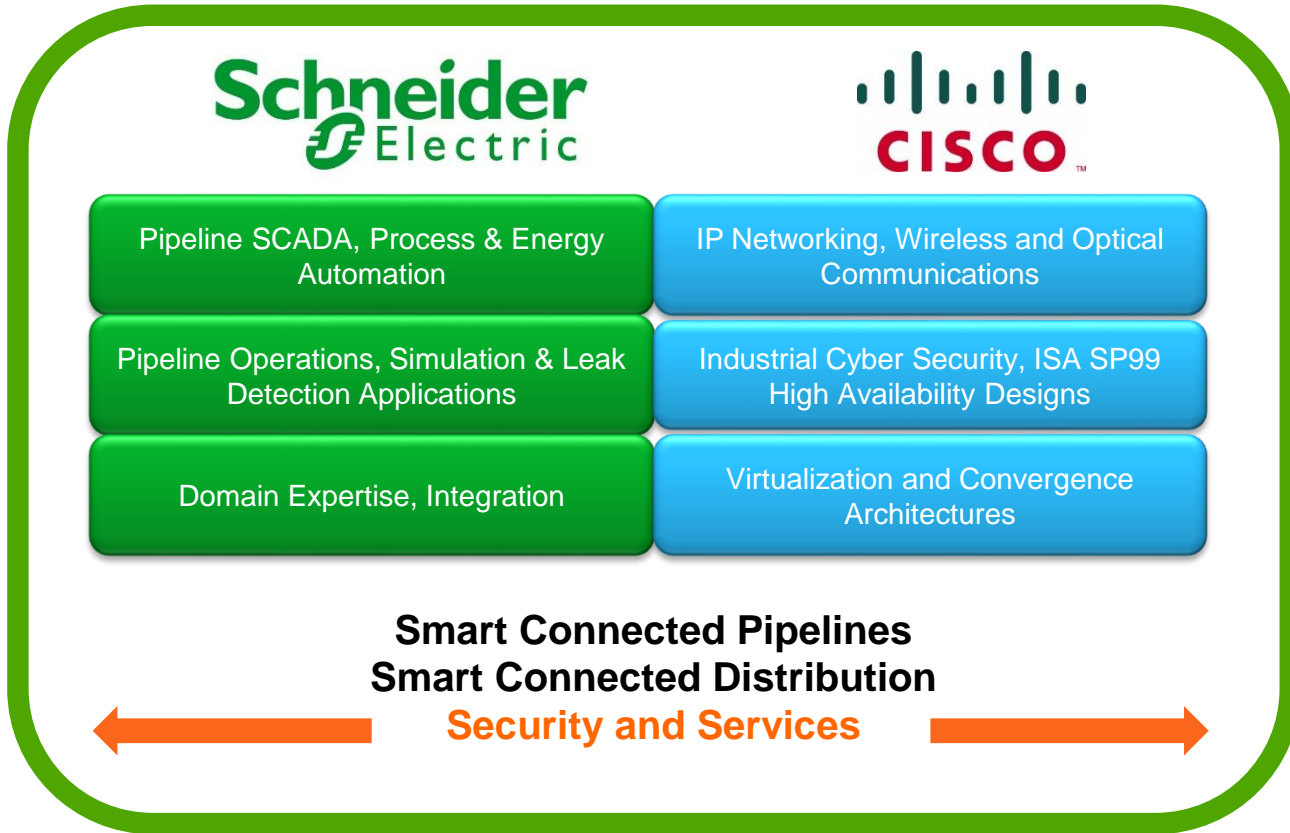 Schneider
Electric
CISCO™
Pipeline SCADA, Process & Energy
Automation
IP Networking, Wireless and Optical
Communications
Pipeline Operations, Simulation & Leak
Detection Applications
Industrial Cyber Security, ISA SP99
High Availability Designs
Domain Expertise, Integration
Virtualization and Convergence
Architectures
Smart Connected Pipelines
Smart Connected Distribution
Security and Services